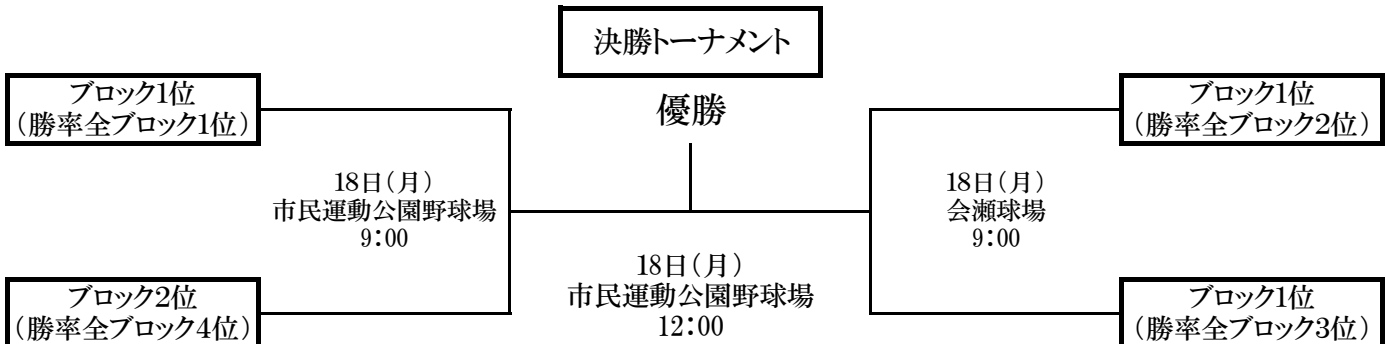 決勝トーナメント
優勝
ブロック1位
（勝率全ブロック1位）
ブロック1位
（勝率全ブロック2位）
18日（月）
市民運動公園野球場
9：00
18日（月）
会瀬球場
9：00
18日（月）
市民運動公園野球場
12：00
ブロック2位
（勝率全ブロック4位）
ブロック1位
（勝率全ブロック3位）